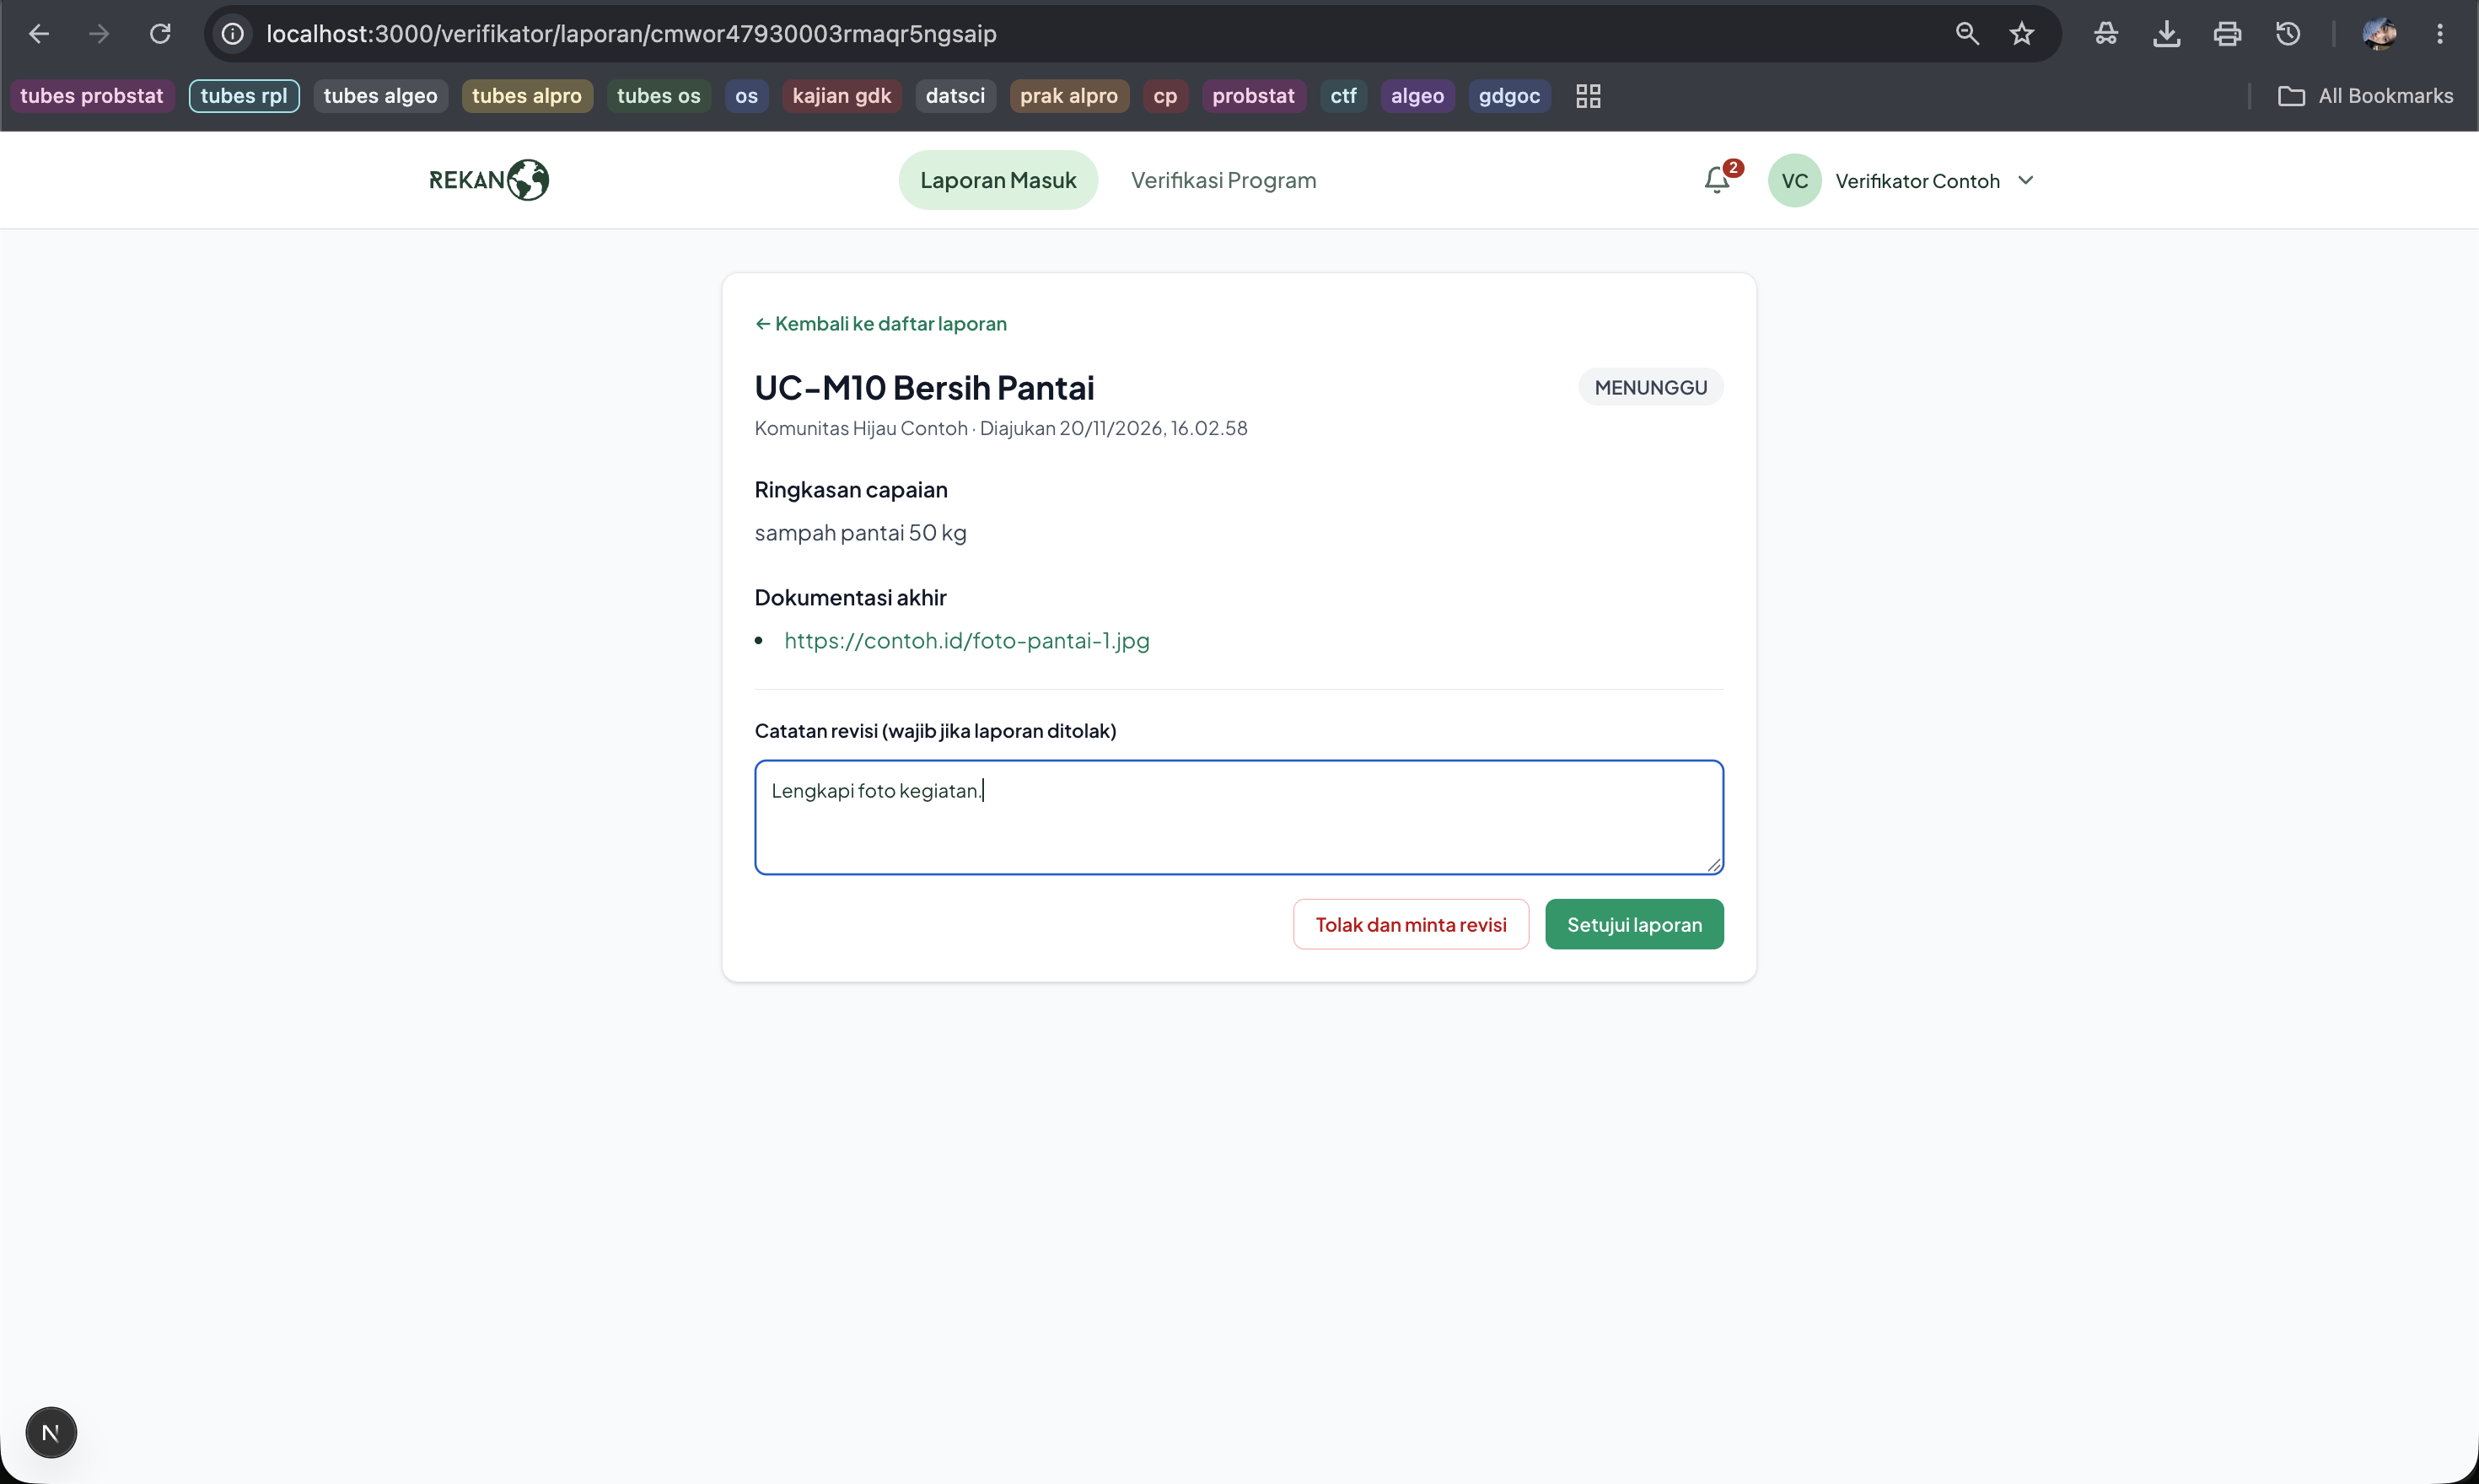 localhost:3000/verifikator/laporan/cmwor47930003rmaqr5ngsaip
tubes probstat tubes rpl tubes algeo tubes alpro tubes os os kajian gdk datsci prak alpro cp probstat ctf algeo gdgoc All Bookmarks
REKAN Laporan Masuk Verifikasi Program 2 VC Verifikator Contoh
← Kembali ke daftar laporan
UC-M10 Bersih Pantai MENUNGGU
Komunitas Hijau Contoh · Diajukan 20/11/2026, 16.02.58
Ringkasan capaian
sampah pantai 50 kg
Dokumentasi akhir
• https://contoh.id/foto-pantai-1.jpg
Catatan revisi (wajib jika laporan ditolak)
Lengkapi foto kegiatan.
Tolak dan minta revisi Setujui laporan
N